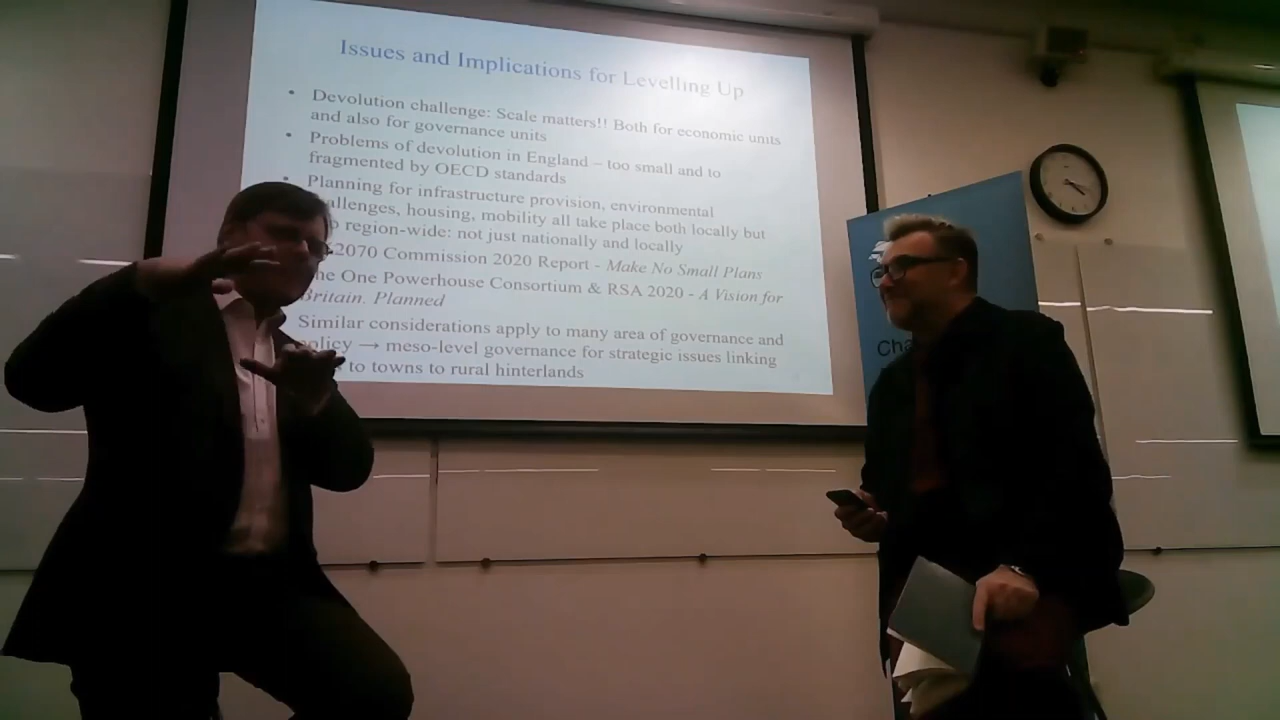 Issues and Implications for Levelling Up
• Devolution challenge: Scale matters!! Both for economic units
and also for governance units
• Problems of devolution in England – too small and to
fragmented by OECD standards
• Planning for infrastructure provision, environmental
allenges, housing, mobility all take place both locally but
region-wide: not just nationally and locally
2070 Commission 2020 Report - Make No Small Plans
he One Powerhouse Consortium & RSA 2020 - A Vision for
Britain. Planned
Similar considerations apply to many area of governance and
olicy → meso-level governance for strategic issues linking
to towns to rural hinterlands
Cha